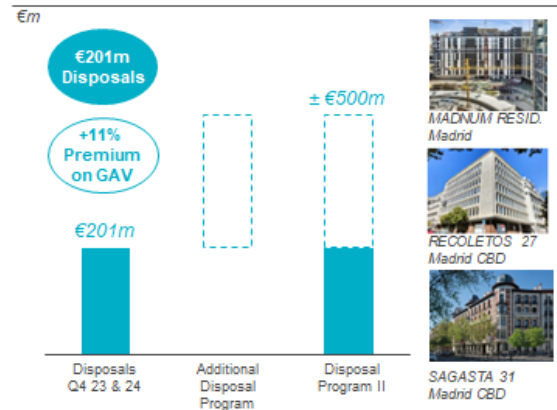 €m
€201m
Disposals
+11%
Premium
on GAV
€201m
± €500m
Disposals
Q4 23 & 24
Additional
Disposal
Program
Disposal
Program II
MADNUM RESID.
Madrid
RECOLETOS 27
Madrid CBD
SAGASTA 31
Madrid CBD